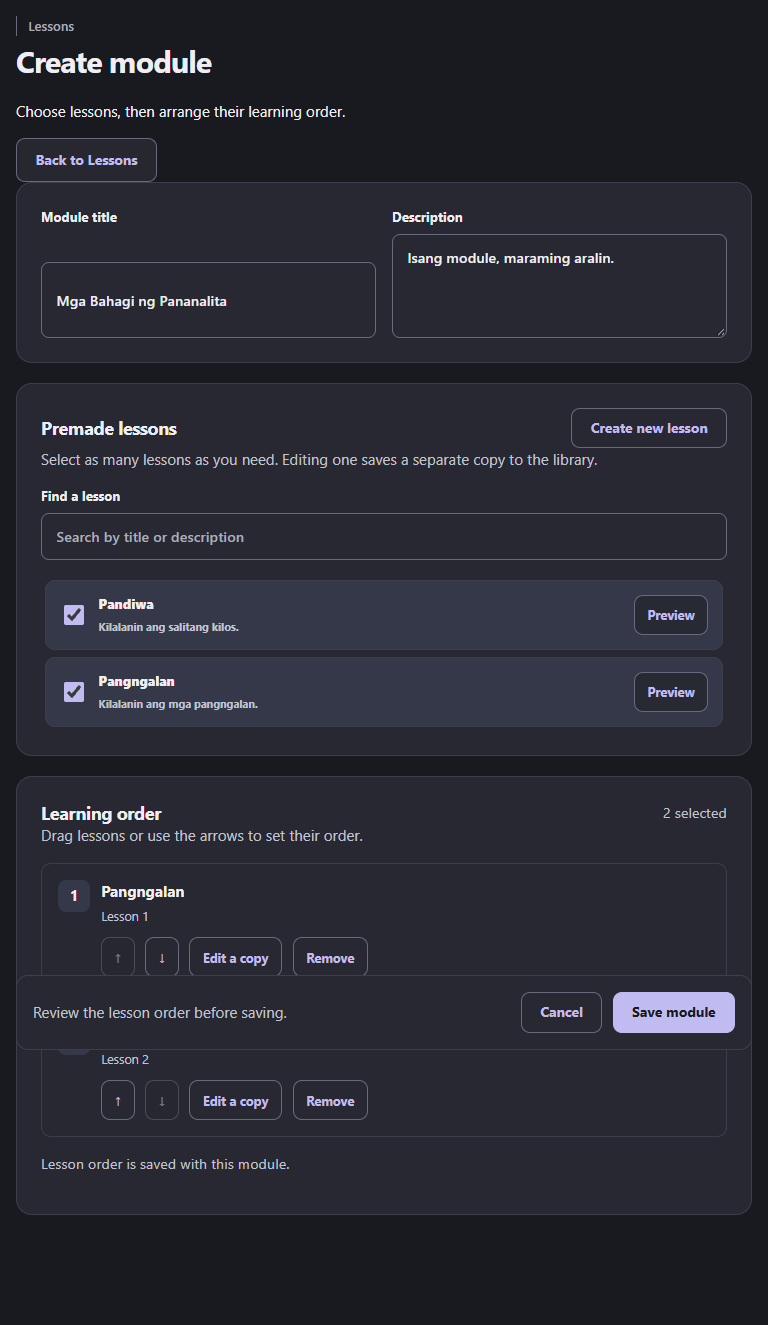 Lessons
Create module
Choose lessons, then arrange their learning order.
Back to Lessons
Module title
Description
Mga Bahagi ng Pananalita
Isang module, maraming aralin.
Premade lessons
Create new lesson
Select as many lessons as you need. Editing one saves a separate copy to the library.
Find a lesson
Search by title or description
Pandiwa
Kilalanin ang salitang kilos.
Preview
Pangngalan
Kilalanin ang mga pangngalan.
Preview
Learning order
2 selected
Drag lessons or use the arrows to set their order.
1
Pangngalan
Lesson 1
↑ ↓ Edit a copy Remove
Review the lesson order before saving.
Cancel
Save module
Lesson 2
↑ ↓ Edit a copy Remove
Lesson order is saved with this module.